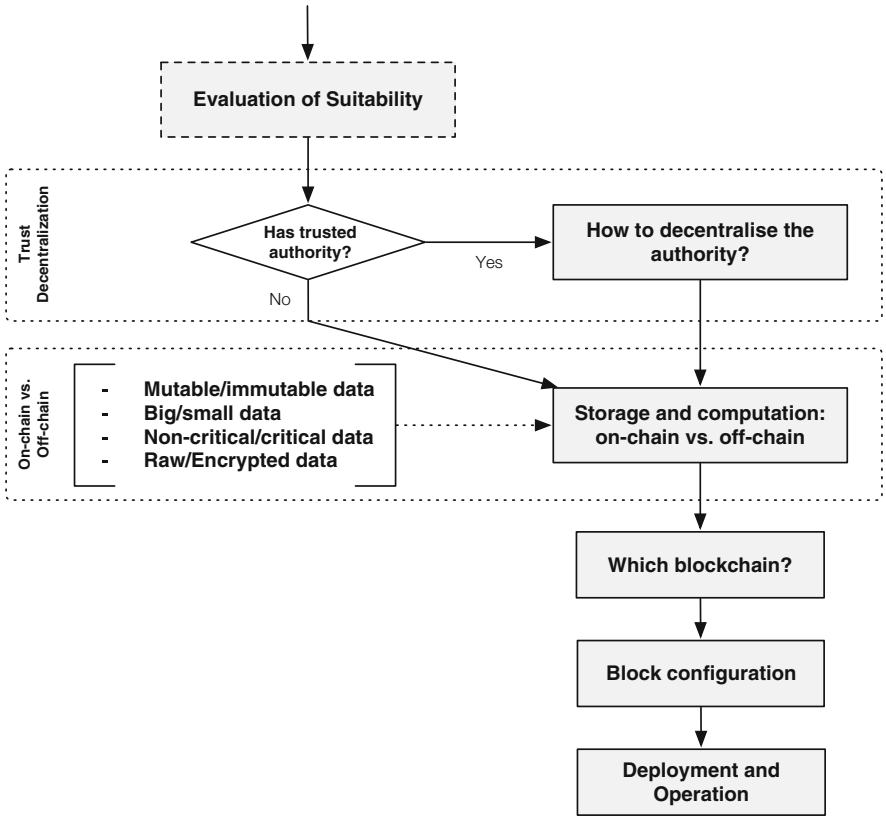 Evaluation of Suitability
Trust
Decentralization
Has trusted
authority?
Yes
No
How to decentralise the
authority?
On-chain vs.
Off-chain
- Mutable/immutable data
- Big/small data
- Non-critical/critical data
- Raw/Encrypted data
Storage and computation:
on-chain vs. off-chain
Which blockchain?
Block configuration
Deployment and
Operation